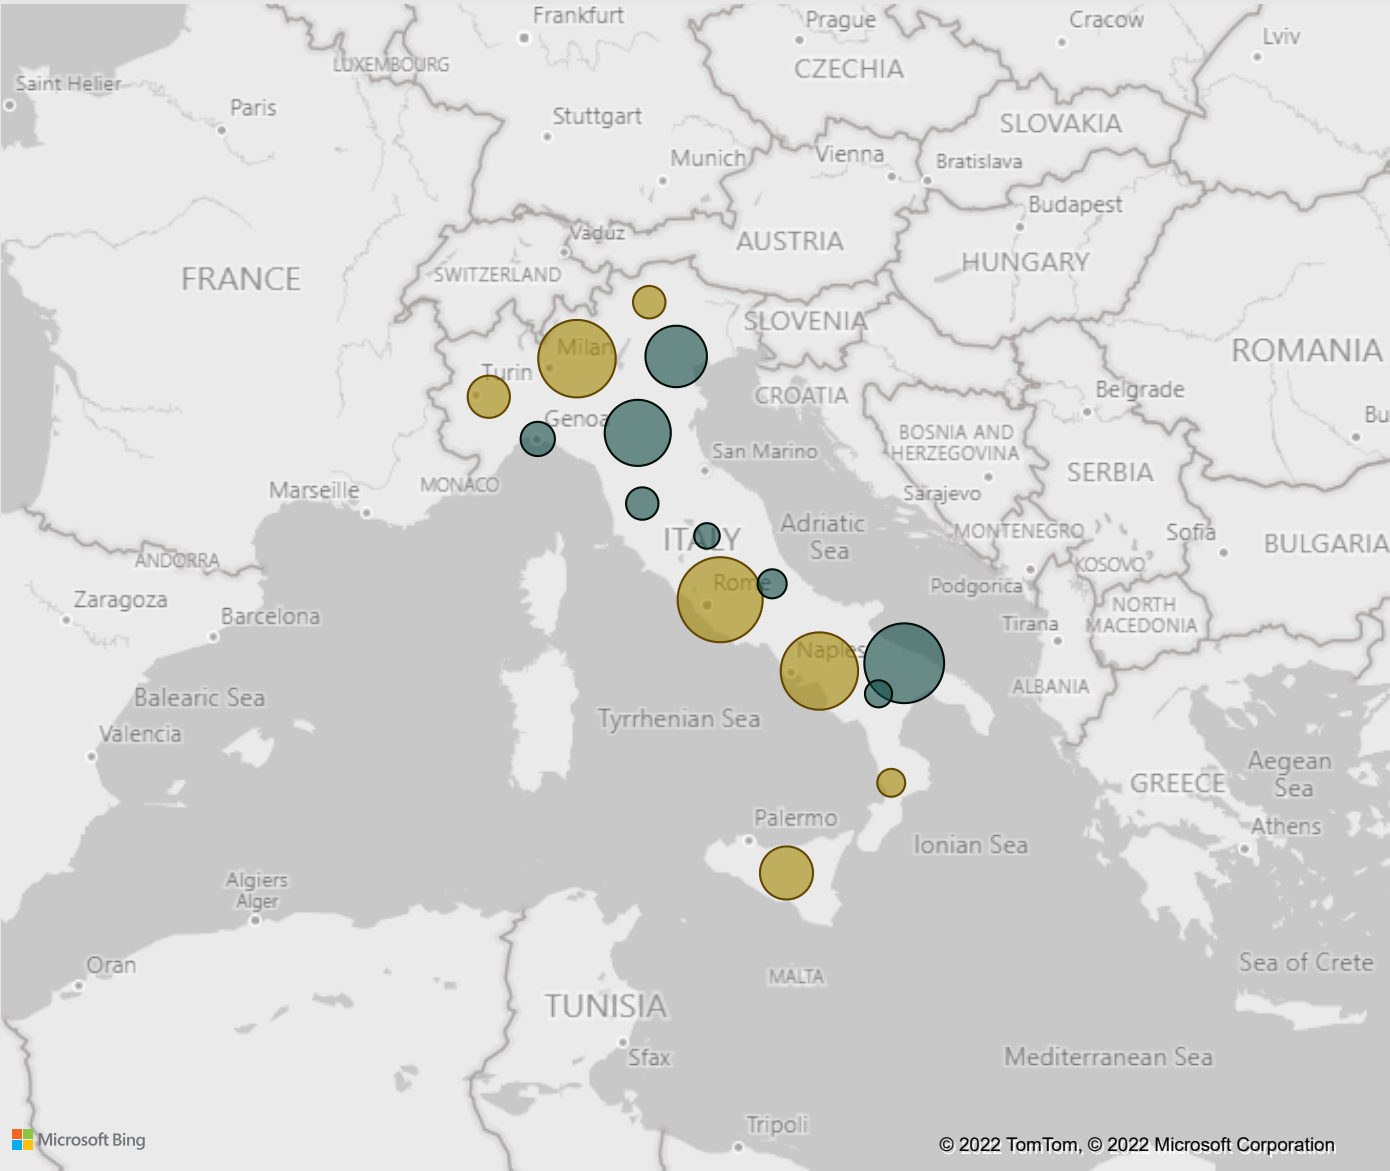 Frankfurt
Prague
Cracow
Lviv
LUXEMBOURG
CZECHIA
Saint Helier
Paris
Stuttgart
SLOVAKIA
Munich
Vienna
Bratislava
Budapest
Vaduz
AUSTRIA
SWITZERLAND
HUNGARY
FRANCE
SLOVENIA
Milan
ROMANIA
Turin
CROATIA
Belgrade
Genoa
Bu
BOSNIA AND
HERZEGOVINA
San Marino
SERBIA
MONACO
Marseille
Sarajevo
Adriatic
Sea
ITALY
MONTENEGRO
Sofia
BULGARIA
ANDORRA
KOSOVO
Rome
Podgorica
Zaragoza
Barcelona
NORTH
MACEDONIA
Tirana
Naples
ALBANIA
Balearic Sea
Tyrrhenian Sea
Valencia
Aegean
Sea
GREECE
Palermo
Athens
Ionian Sea
Algiers
Alger
Oran
Sea of Crete
MALTA
TUNISIA
Sfax
Mediterranean Sea
Tripoli
Microsoft Bing
© 2022 TomTom, © 2022 Microsoft Corporation